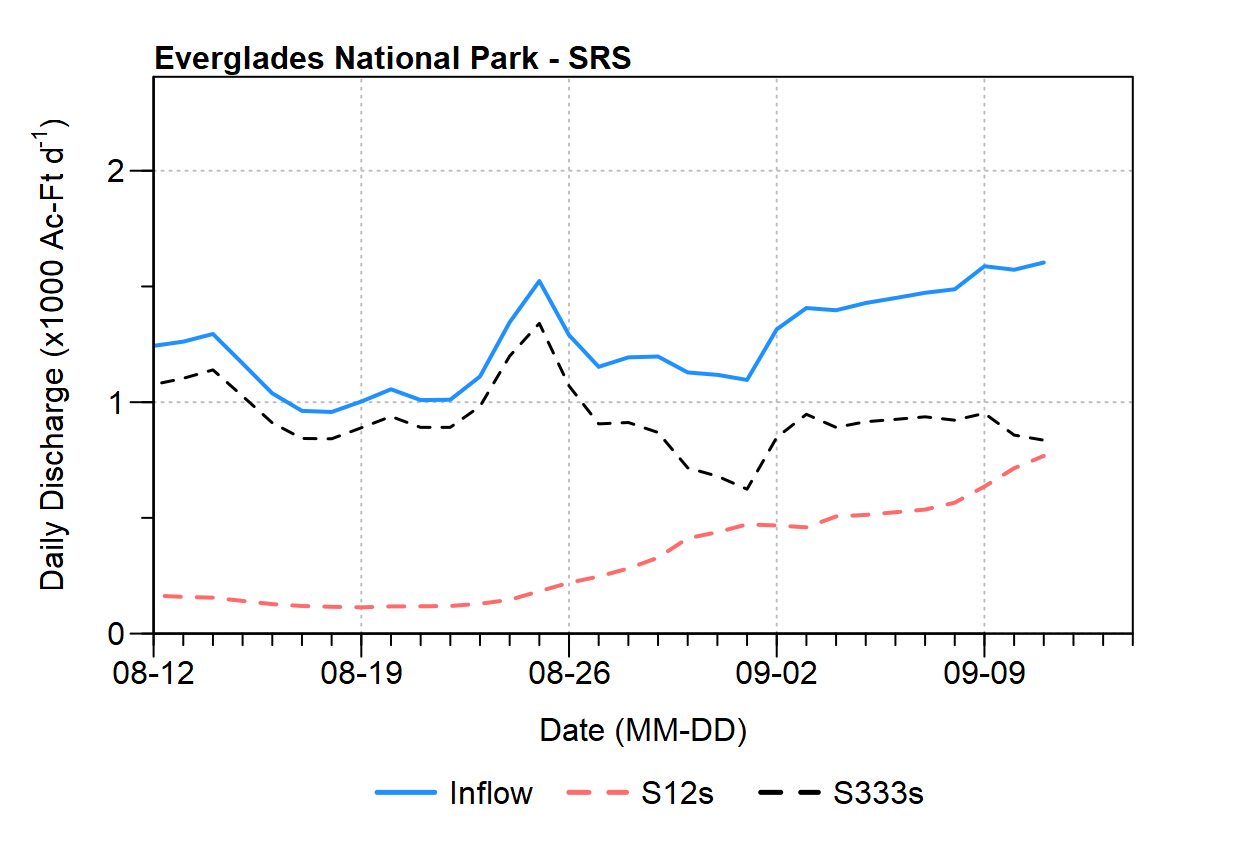 Everglades National Park - SRS
Daily Discharge (x1000 Ac-Ft d-1)
2
1
0
08-12 08-19 08-26 09-02 09-09
Date (MM-DD)
Inflow S12s S333s